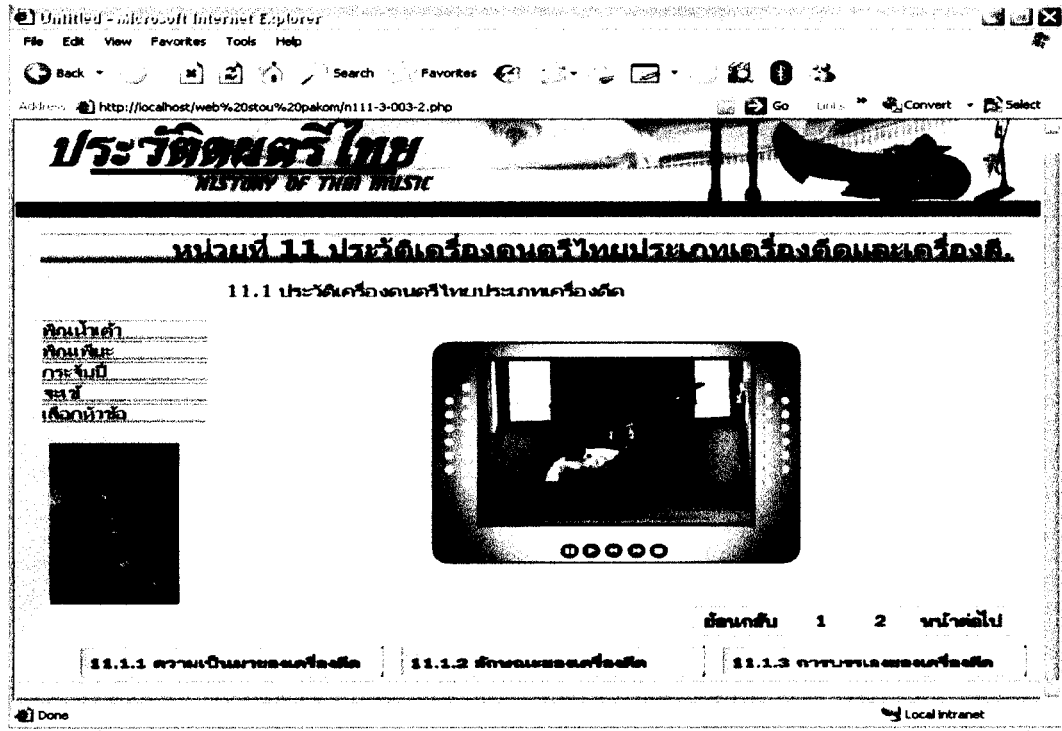 Untitled - Microsoft Internet Explorer
File Edit View Favorites Tools Help
Back Search Favorites
Address http://localhost/web%20stou%20pakom/n111-3-003-2.php Go Links » Convert Select
ประวัติดนตรีไทย
HISTORY OF THAI MUSIC
หน่วยที่ 11 ประวัติเครื่องดนตรีไทยประเภทเครื่องดีดและเครื่องสี.
11.1 ประวัติเครื่องดนตรีไทยประเภทเครื่องดีด
พิณน้ำเต้า
พิณเพียะ
กระจับปี่
จะเข้
เลือกหัวข้อ
ย้อนกลับ 1 2 หน้าต่อไป
11.1.1 ความเป็นมาของเครื่องดีด 11.1.2 ลักษณะของเครื่องดีด 11.1.3 การบรรเลงของเครื่องดีด
Done Local intranet